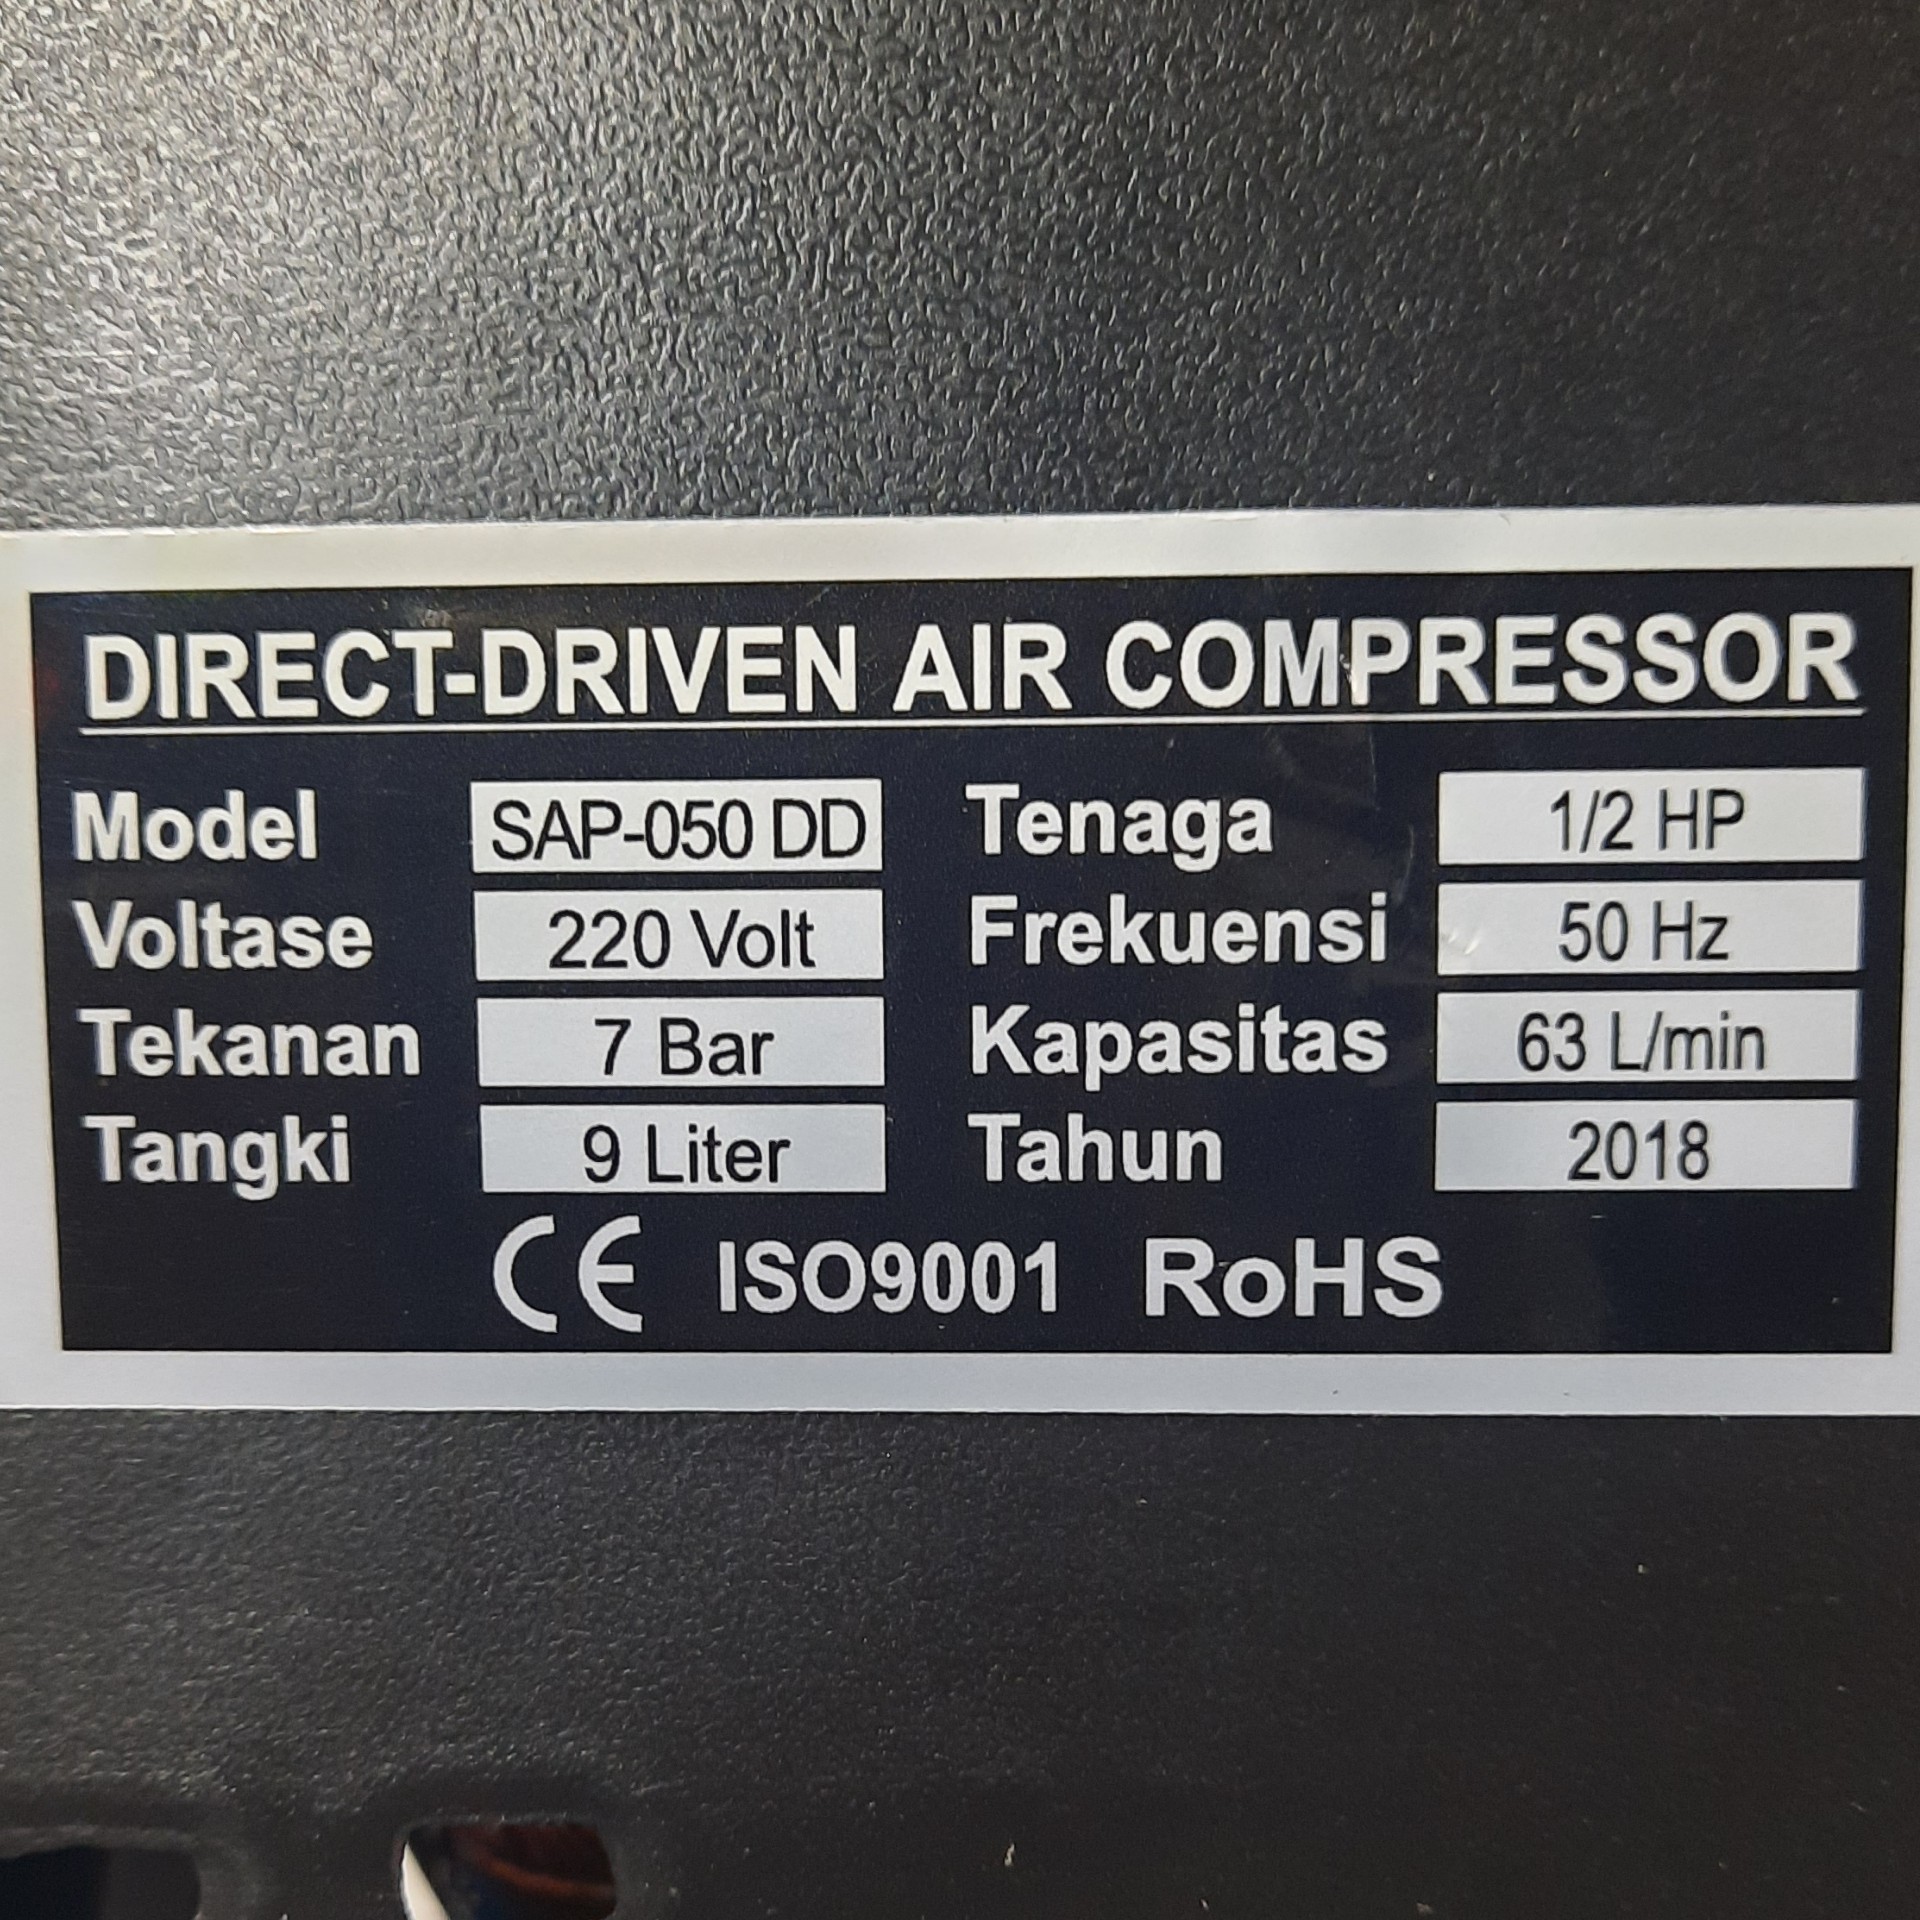 DIRECT-DRIVEN AIR COMPRESSOR
Model SAP-050 DD Tenaga 1/2 HP
Voltase 220 Volt Frekuensi 50 Hz
Tekanan 7 Bar Kapasitas 63 L/min
Tangki 9 Liter Tahun 2018
CE ISO9001 RoHS